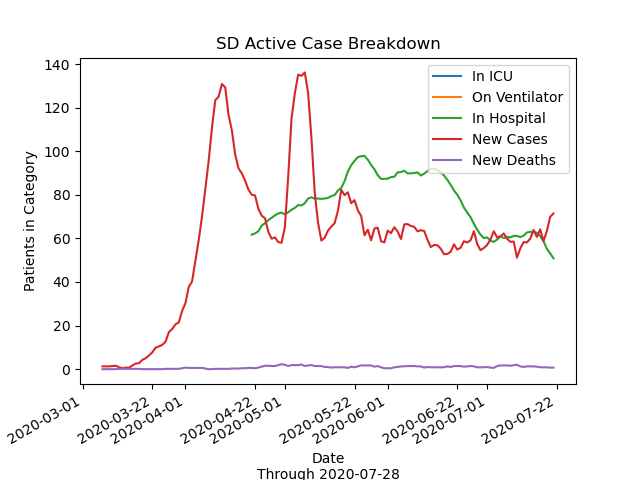 SD Active Case Breakdown
140
120
100
80
60
40
20
0
Patients in Category
In ICU
On Ventilator
In Hospital
New Cases
New Deaths
2020-03-01
2020-03-22
2020-04-01
2020-04-22
2020-05-01
2020-05-22
2020-06-01
2020-06-22
2020-07-01
2020-07-22
Date
Through 2020-07-28